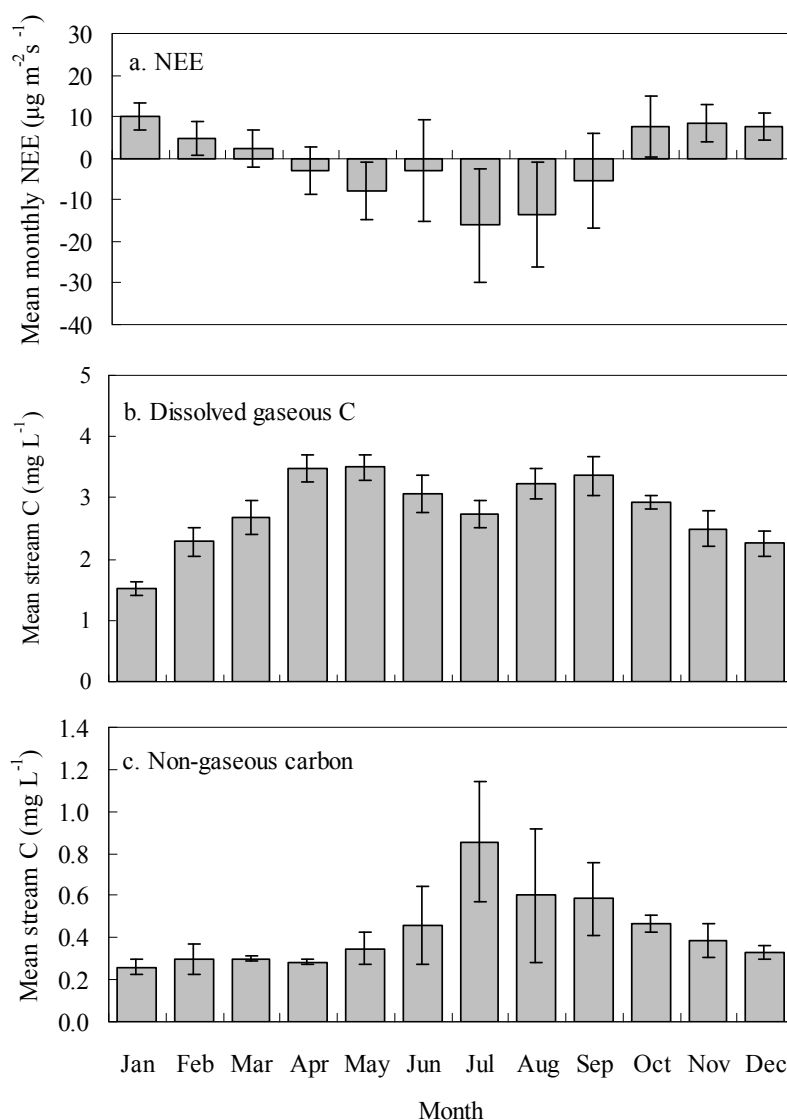 a. NEE
Mean monthly NEE (µg m⁻² s⁻¹)
30
20
10
0
-10
-20
-30
-40
b. Dissolved gaseous C
Mean stream C (mg L⁻¹)
5
4
3
2
1
0
c. Non-gaseous carbon
Mean stream C (mg L⁻¹)
1.4
1.2
1.0
0.8
0.6
0.4
0.2
0.0
Jan Feb Mar Apr May Jun Jul Aug Sep Oct Nov Dec
Month